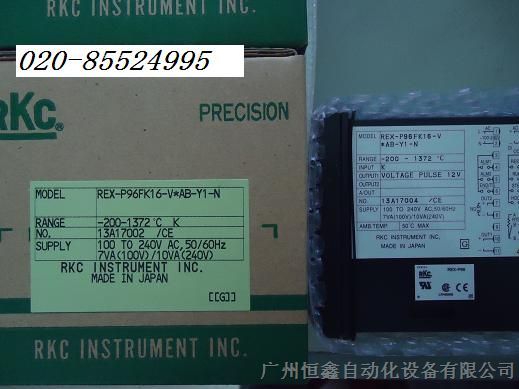 RKC INSTRUMENT INC.
020-85524995
RKC
®
PRECISION
MODEL REX-P96FK16-V*AB-Y1-N
RANGE -200-1372℃ K
NO. 13A17002 /CE
SUPPLY 100 TO 240V AC,50/60Hz
7VA(100V)/10VA(240V)
RKC INSTRUMENT INC.
MADE IN JAPAN
[[G]]
RKC INSTRUMENT INC.
MODEL REX-P96FK16-V
*AB-Y1-N
RANGE -200 - 1372 ℃
INPUT K
OUTPUT1 VOLTAGE PULSE 12V
OUTPUT2
A-OUT
NO. 13A17004 /CE
SUPPLY 100 TO 240V AC,50/60Hz
7VA(100V)/10VA(240V)
AMB TEMP 50℃ MAX
RKC INSTRUMENT INC.
MADE IN JAPAN
G
RKC
REX-P96
CE
广州恒鑫自动化设备有限公司